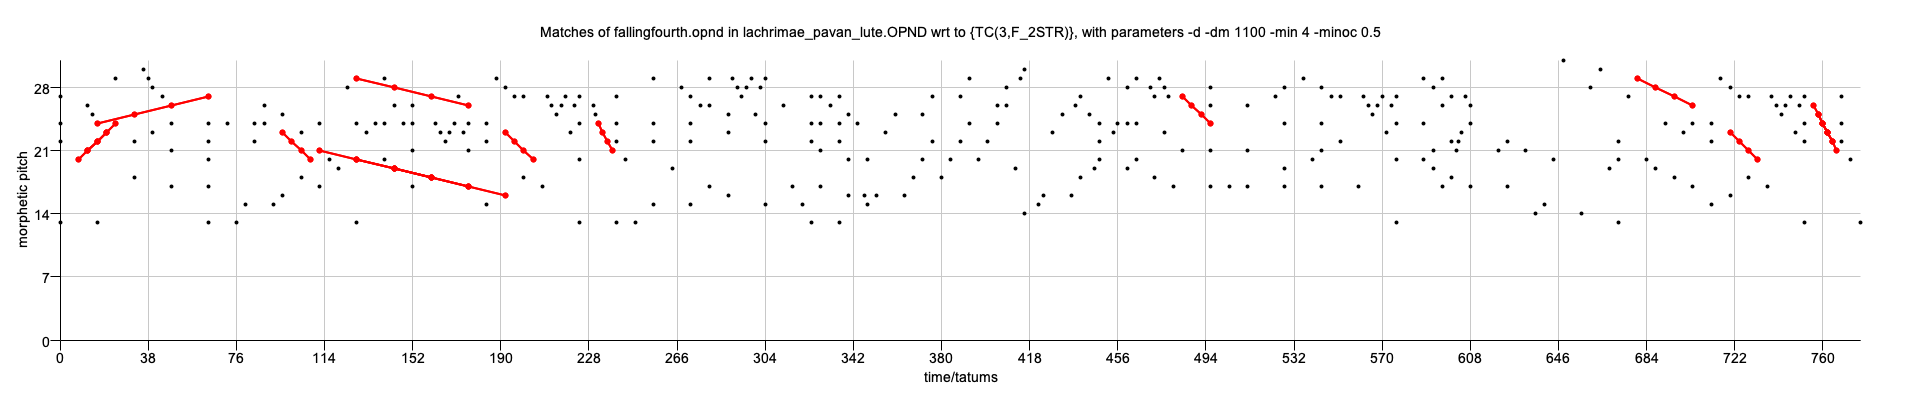 Matches of fallingfourth.opnd in lachrimae_pavan_lute.OPND wrt to {TC(3,F_2STR)}, with parameters -d -dm 1100 -min 4 -minoc 0.5
morphetic pitch
28
21
14
7
0
0 38 76 114 152 190 228 266 304 342 380 418 456 494 532 570 608 646 684 722 760
time/tatums